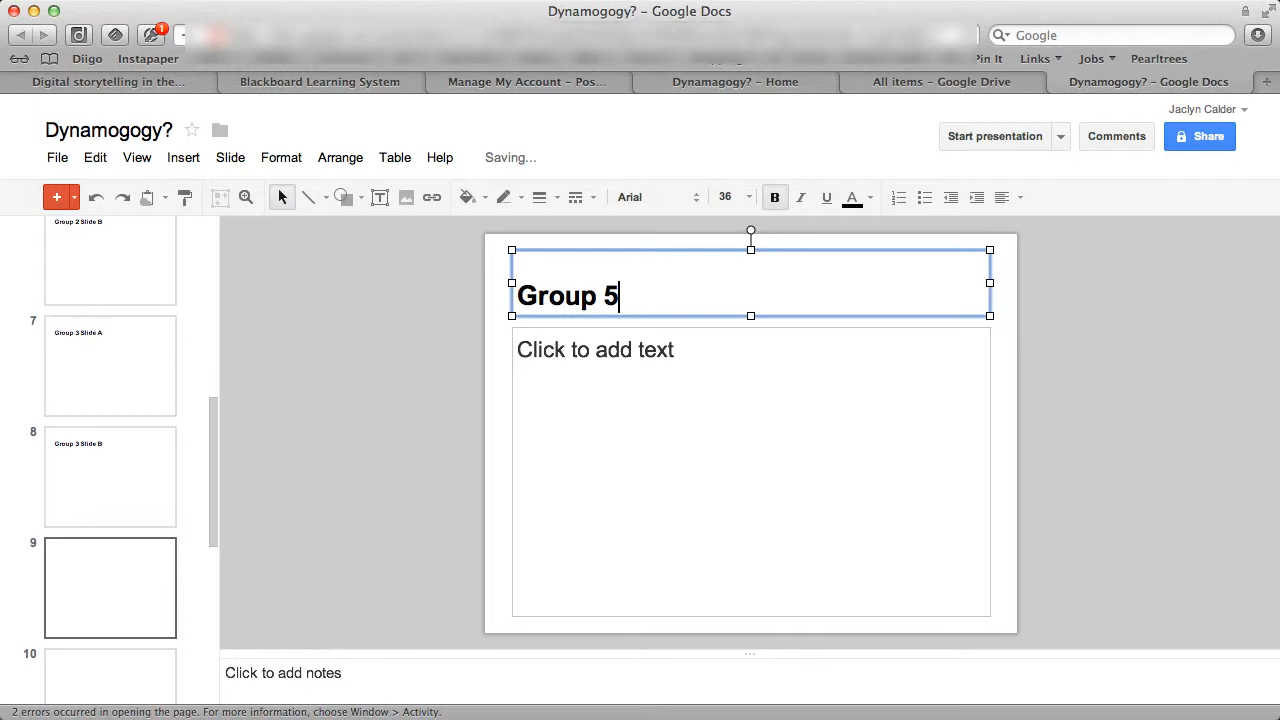 Dynamogogy? – Google Docs
1
Google
Diigo
Instapaper
Pin It
Links
Jobs
Pearltrees
Digital storytelling in the...
Blackboard Learning System
Manage My Account – Pos...
Dynamagogy? – Home
All items – Google Drive
Dynamogogy? – Google Docs
Jaclyn Calder
Dynamogogy?
Start presentation
Comments
Share
File
Edit
View
Insert
Slide
Format
Arrange
Table
Help
Saving...
Arial
36
B
I
U
A
Group 2 Slide B
7
Group 3 Slide A
8
Group 3 Slide B
9
10
Group 5
Click to add text
Click to add notes
2 errors occurred in opening the page. For more information, choose Window > Activity.